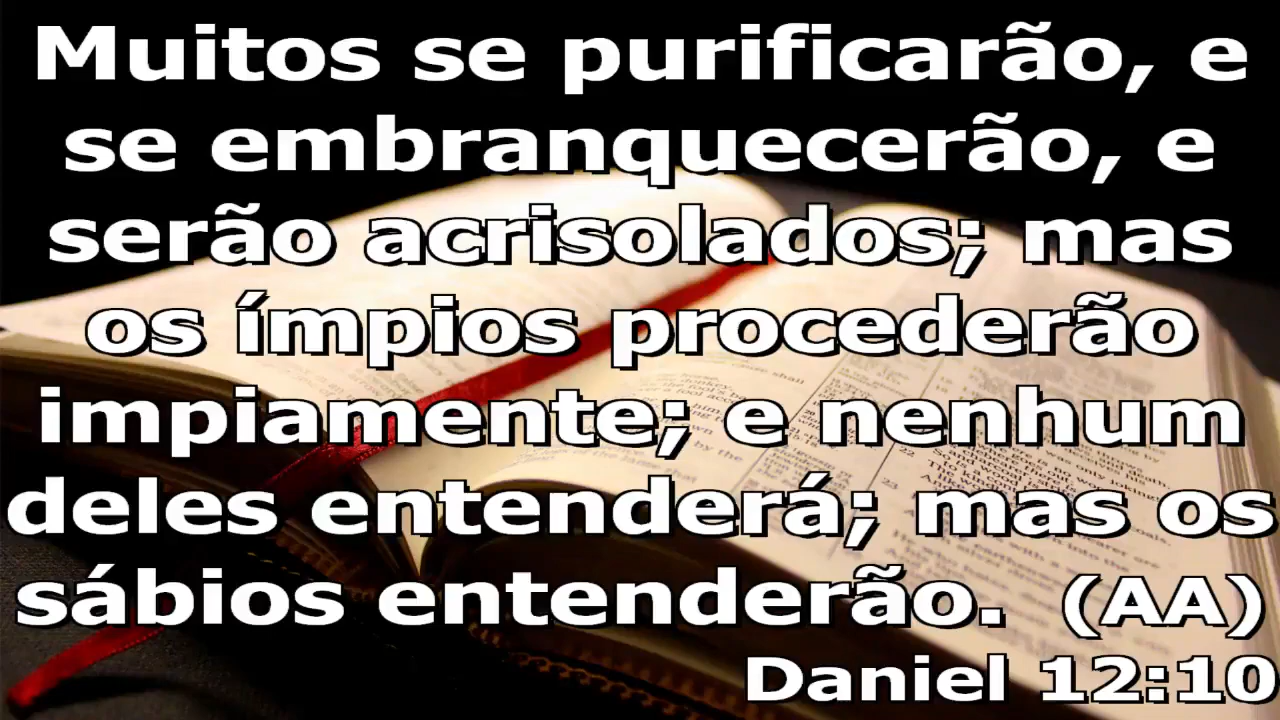 Muitos se purificarão, e
se embranquecerão, e
serão acrisolados; mas
os ímpios procederão
impiamente; e nenhum
deles entenderá; mas os
sábios entenderão. (AA)
Daniel 12:10